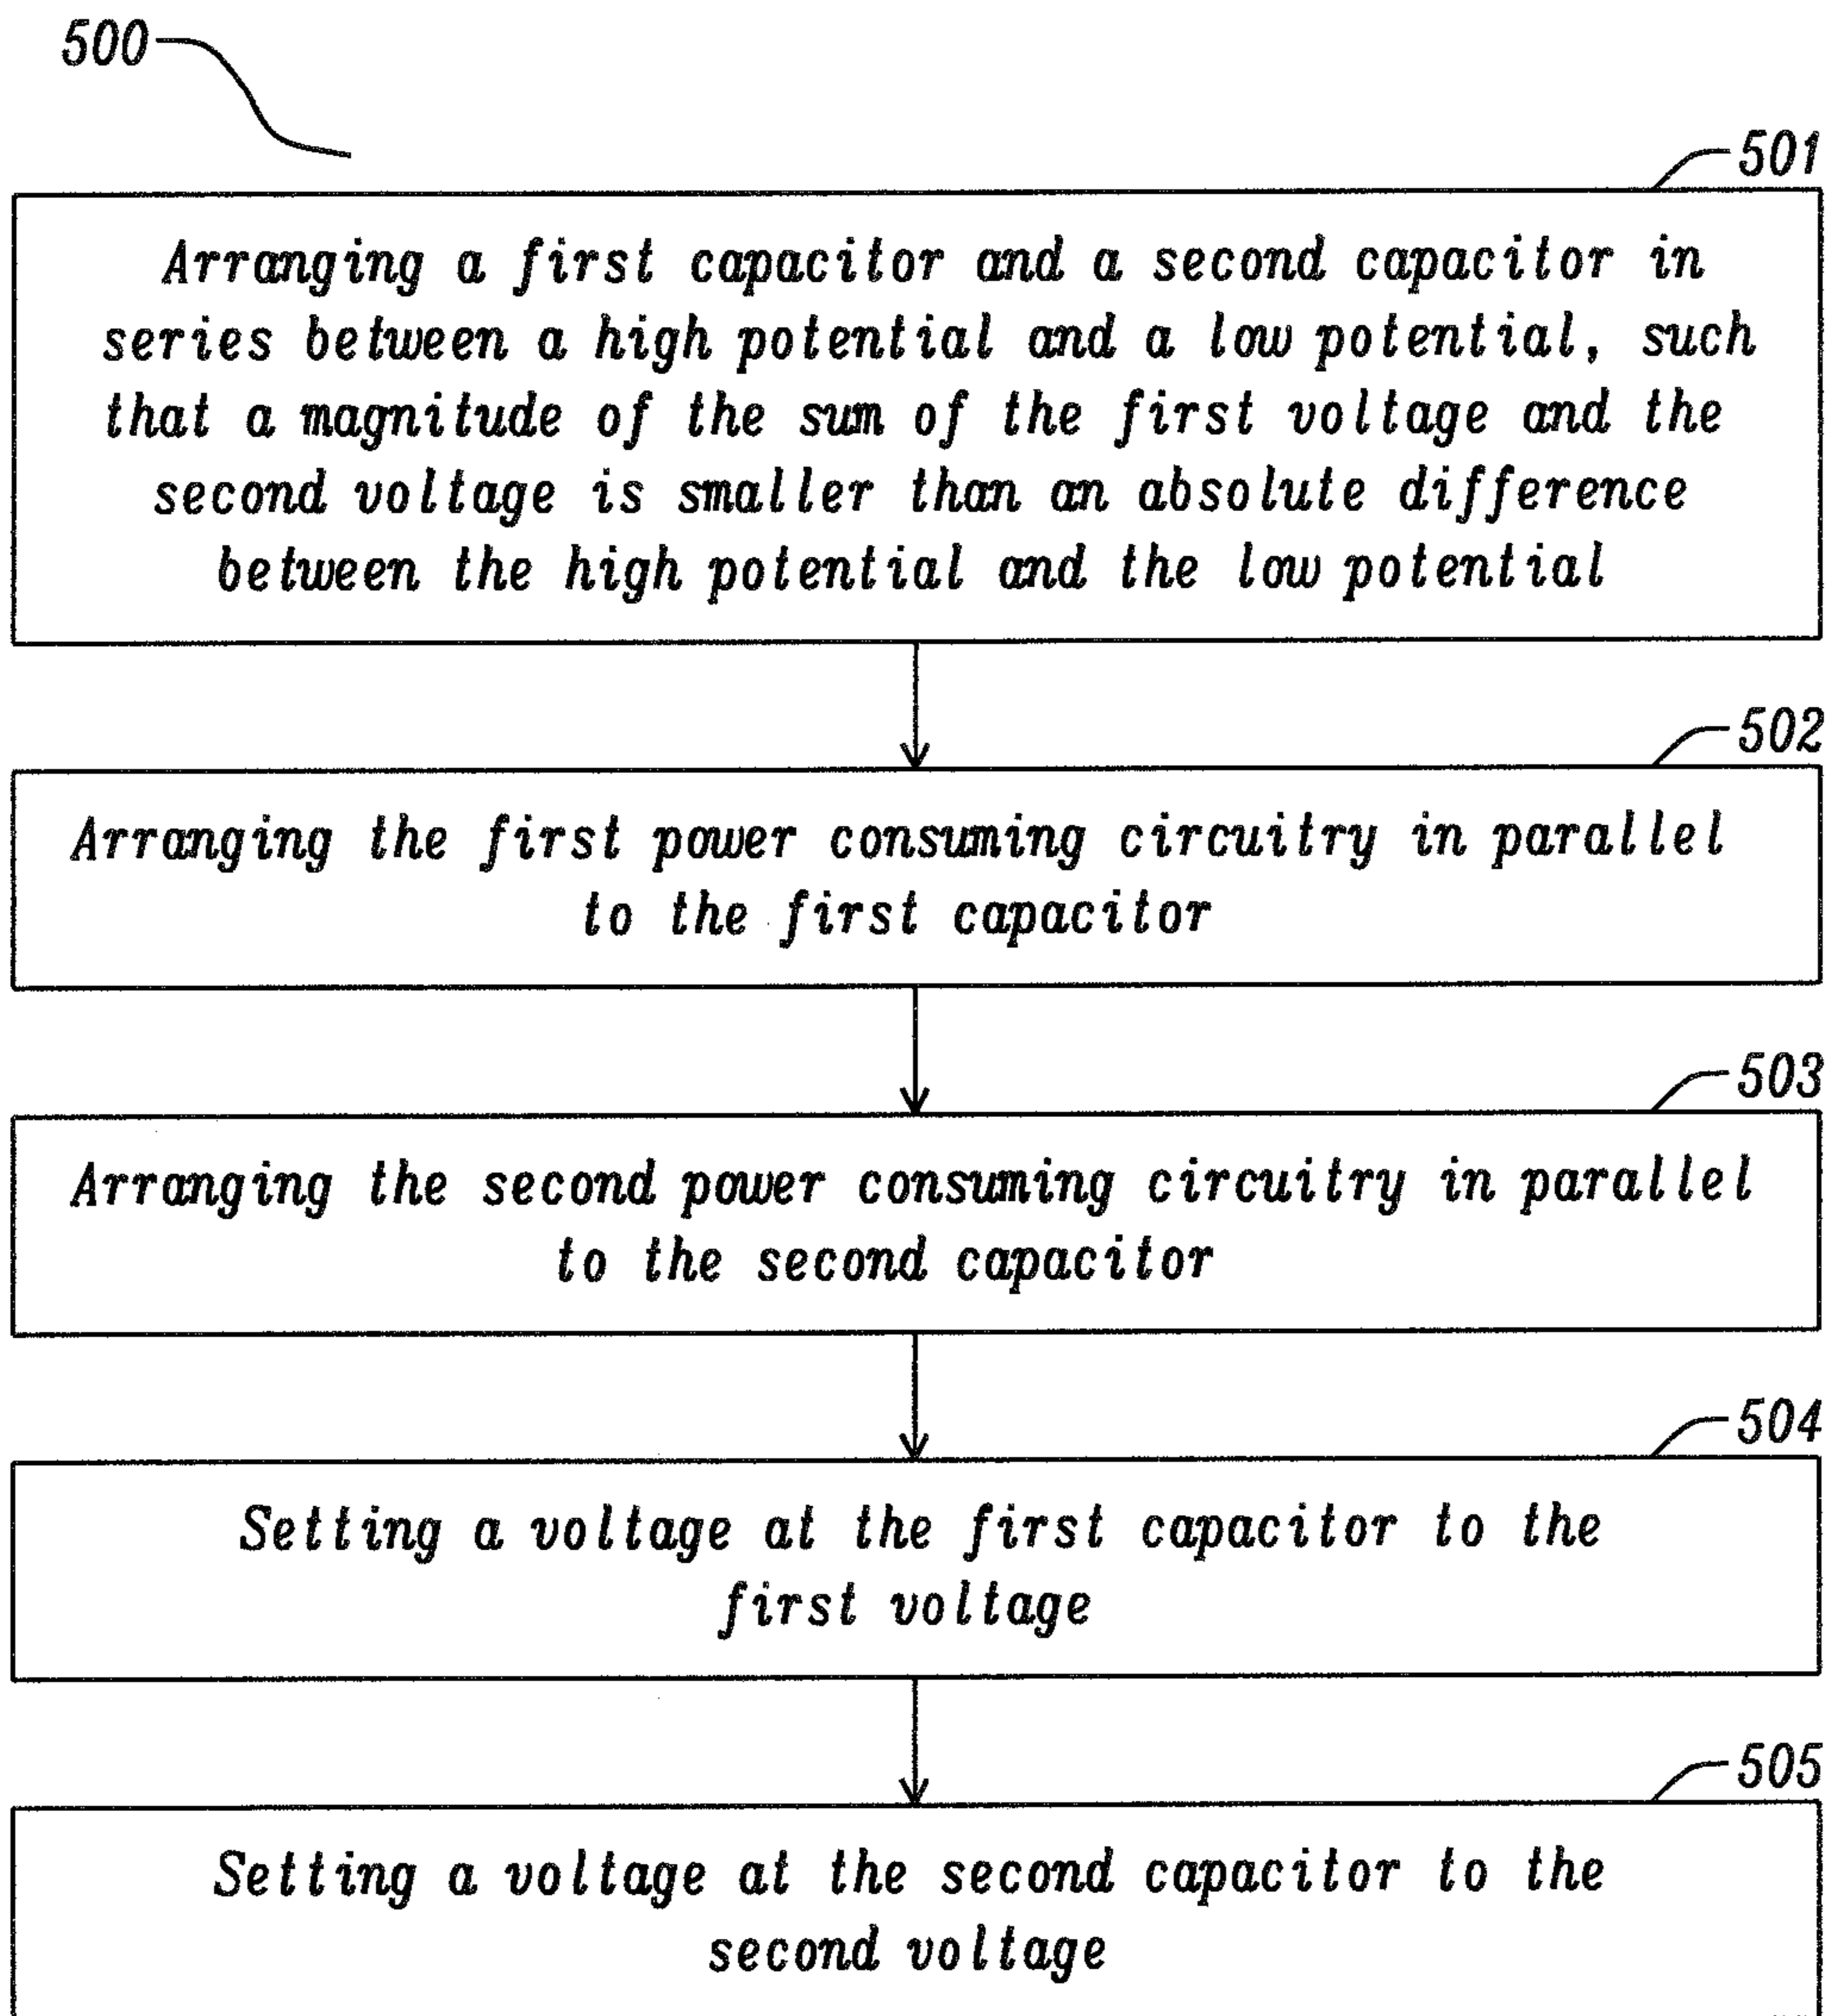 500
501
Arranging a first capacitor and a second capacitor in
series between a high potential and a low potential, such
that a magnitude of the sum of the first voltage and the
second voltage is smaller than an absolute difference
between the high potential and the low potential
502
Arranging the first power consuming circuitry in parallel
to the first capacitor
503
Arranging the second power consuming circuitry in parallel
to the second capacitor
504
Setting a voltage at the first capacitor to the
first voltage
505
Setting a voltage at the second capacitor to the
second voltage